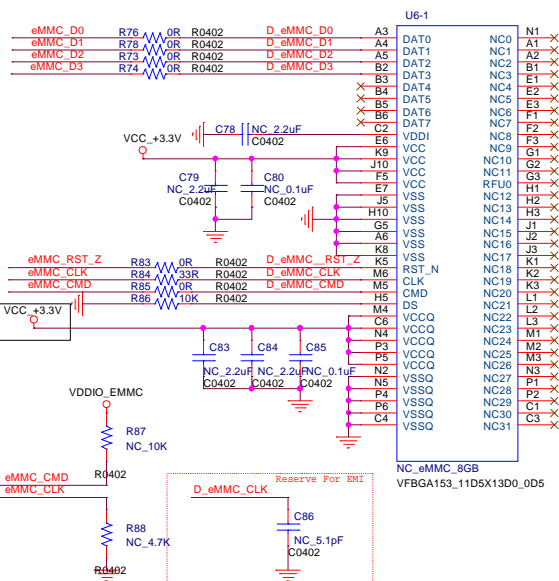 U6-1
eMMC_D0 R76 0R R0402 D_eMMC_D0 A3 DAT0 NC0 N1
eMMC_D1 R78 0R R0402 D_eMMC_D1 A4 DAT1 NC1 A1
eMMC_D2 R73 0R R0402 D_eMMC_D2 A5 DAT2 NC2 A2
eMMC_D3 R74 0R R0402 D_eMMC_D3 B2 DAT3 NC3 B1
B3 DAT4 NC4 E1
B4 DAT5 NC5 E2
B5 DAT6 NC6 E3
B6 DAT7 NC7 F1
C78 NC_2.2uF C2 VDDI NC8 F2
C0402
VCC_+3.3V E6 VCC NC9 F3
K9 VCC NC10 G1
J10 VCC NC11 G2
F5 VCC RFU0 G3
C79 C80
NC_2.2uF NC_0.1uF
C0402 C0402
E7 VSS NC12 H1
J5 VSS NC13 H2
H10 VSS NC14 H3
G5 VSS NC15 J1
A6 VSS NC16 J2
K8 VSS NC17 J3
eMMC_RST_Z R83 0R R0402 D_eMMC__RST_Z K5 RST_N NC18 K1
eMMC_CLK R84 33R R0402 D_eMMC_CLK M6 CLK NC19 K2
eMMC_CMD R85 0R R0402 D_eMMC_CMD M5 CMD NC20 K3
R86 10K R0402 H5 DS NC21 L1
VCC_+3.3V M4 VCCQ NC22 L2
C6 VCCQ NC23 L3
N4 VCCQ NC24 M1
P3 VCCQ NC25 M2
P5 VCCQ NC26 M3
C83 C84 C85
NC_2.2uF NC_2.2uF NC_0.1uF
C0402 C0402 C0402
N2 VSSQ NC27 N3
N5 VSSQ NC28 P1
P4 VSSQ NC29 P2
P6 VSSQ NC30 C1
C4 VSSQ NC31 C3
VDDIO_EMMC
R87
NC_10K
R0402
NC_eMMC_8GB
VFBGA153_11D5X13D0_0D5
eMMC_CMD
eMMC_CLK
Reserve For EMI
D_eMMC_CLK
C86
NC_5.1pF
C0402
R88
NC_4.7K
R0402